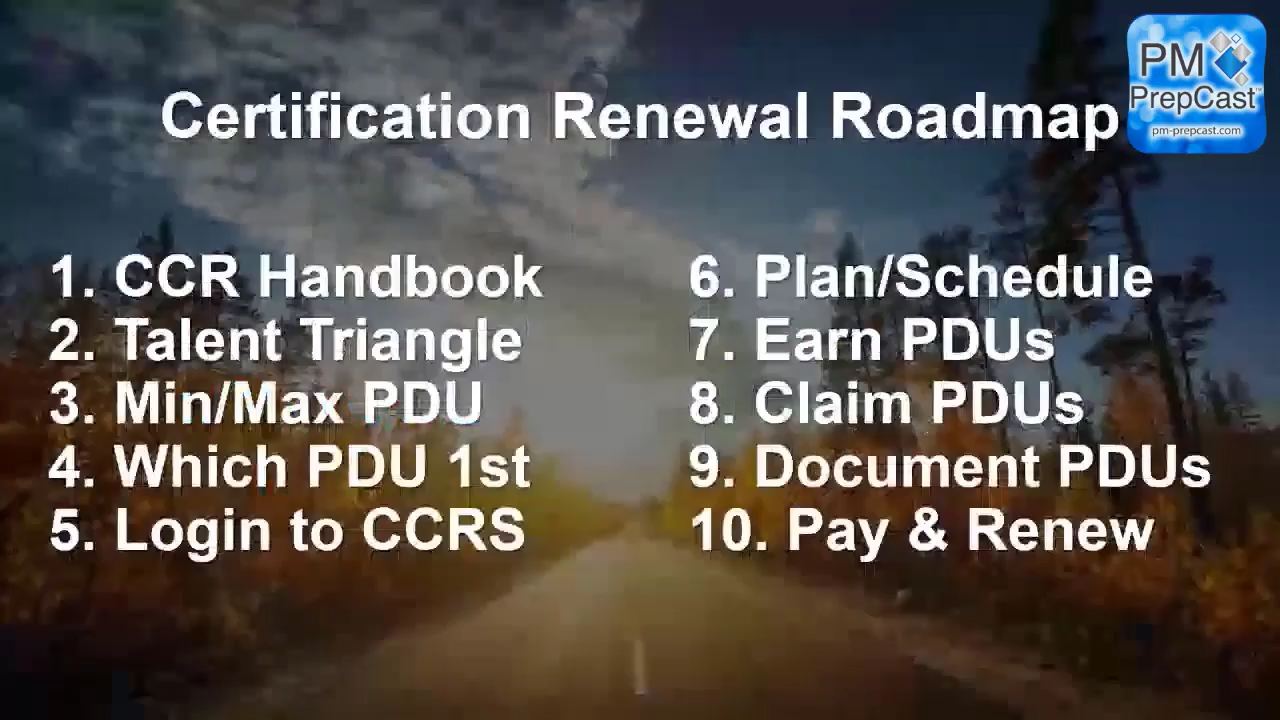 Certification Renewal Roadmap
PM
PrepCast™
pm-prepcast.com
1. CCR Handbook
2. Talent Triangle
3. Min/Max PDU
4. Which PDU 1st
5. Login to CCRS
6. Plan/Schedule
7. Earn PDUs
8. Claim PDUs
9. Document PDUs
10. Pay & Renew